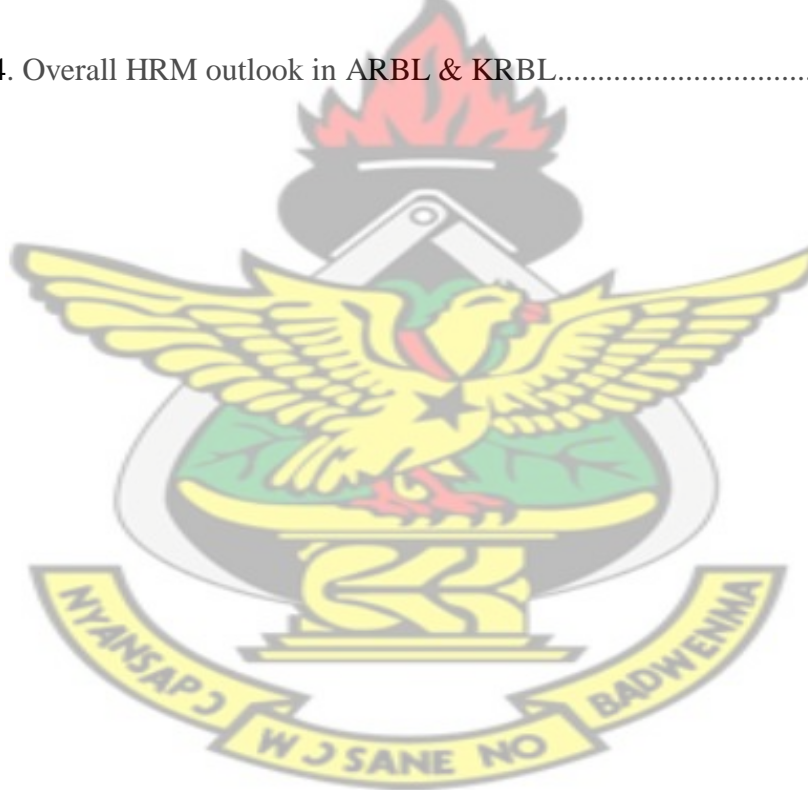 4. Overall HRM outlook in ARBL & KRBL................................
NYANSAPƆ
WƆSANE NO
BADWENMA